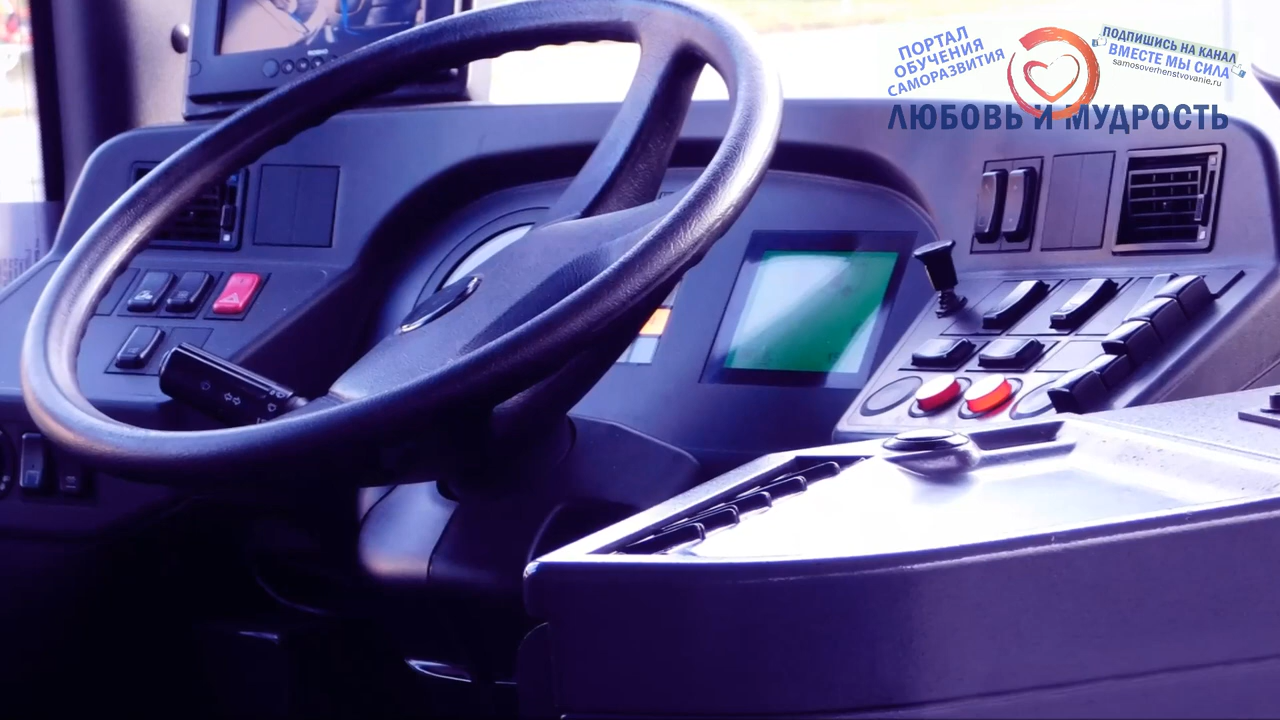 ПОРТАЛ
ОБУЧЕНИЯ
САМОРАЗВИТИЯ
ПОДПИШИСЬ НА КАНАЛ
ВМЕСТЕ МЫ СИЛА
samosoverhenstvovanie.ru
ЛЮБОВЬ И МУДРОСТЬ